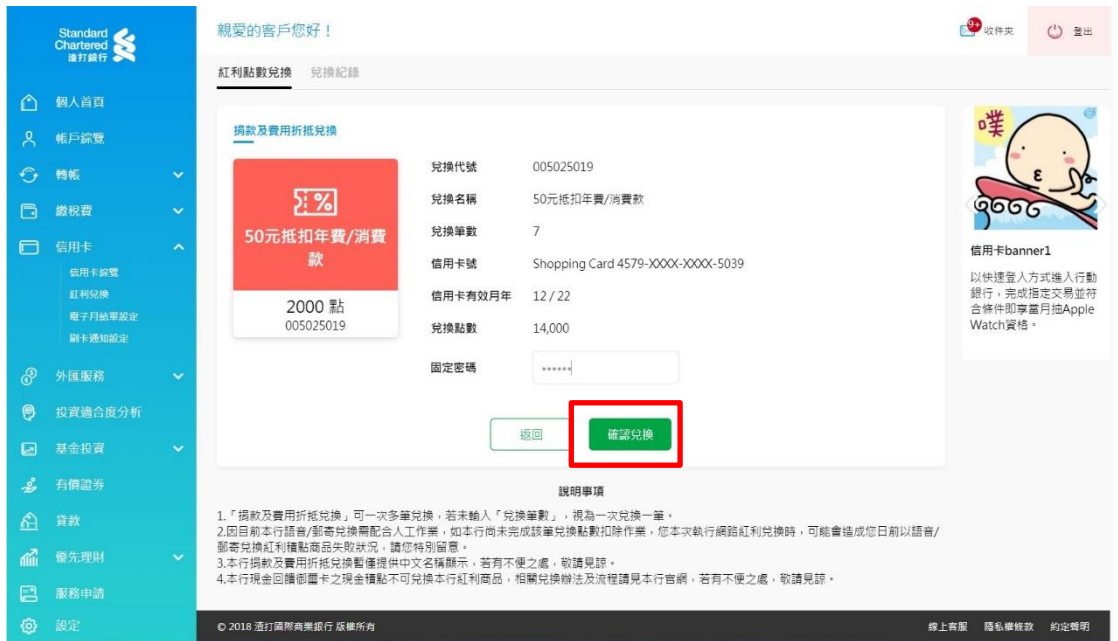 Standard
Chartered
渣打銀行
親愛的客戶您好！
9+
收件夾
登出
紅利點數兌換
兌換紀錄
個人首頁
帳戶綜覽
轉帳
繳稅費
信用卡
信用卡綜覽
紅利兌換
電子月結單設定
刷卡通知設定
外匯服務
投資適合度分析
基金投資
有價證券
貸款
優先理財
服務申請
設定
捐款及費用折抵兌換
50元抵扣年費/消費
款
2000 點
005025019
兌換代號 005025019
兌換名稱 50元抵扣年費/消費款
兌換筆數 7
信用卡號 Shopping Card 4579-XXXX-XXXX-5039
信用卡有效月年 12 / 22
兌換點數 14,000
固定密碼 ••••••
返回
確認兌換
噗
信用卡banner1
以快速登入方式進入行動
銀行，完成指定交易並符
合條件即享當月抽Apple
Watch資格。
說明事項
1.「捐款及費用折抵兌換」可一次多筆兌換，若未輸入「兌換筆數」，視為一次兌換一筆。
2.因目前本行語音/郵寄兌換需配合人工作業，如本行尚未完成該筆兌換點數扣除作業，您本次執行網路紅利兌換時，可能會造成您日前以語音/
郵寄兌換紅利積點商品失敗狀況，請您特別留意。
3.本行捐款及費用折抵兌換暫僅提供中文名稱顯示，若有不便之處，敬請見諒。
4.本行現金回饋御璽卡之現金積點不可兌換本行紅利商品，相關兌換辦法及流程請見本行官網，若有不便之處，敬請見諒。
© 2018 渣打國際商業銀行 版權所有
線上客服
隱私權條款
約定聲明